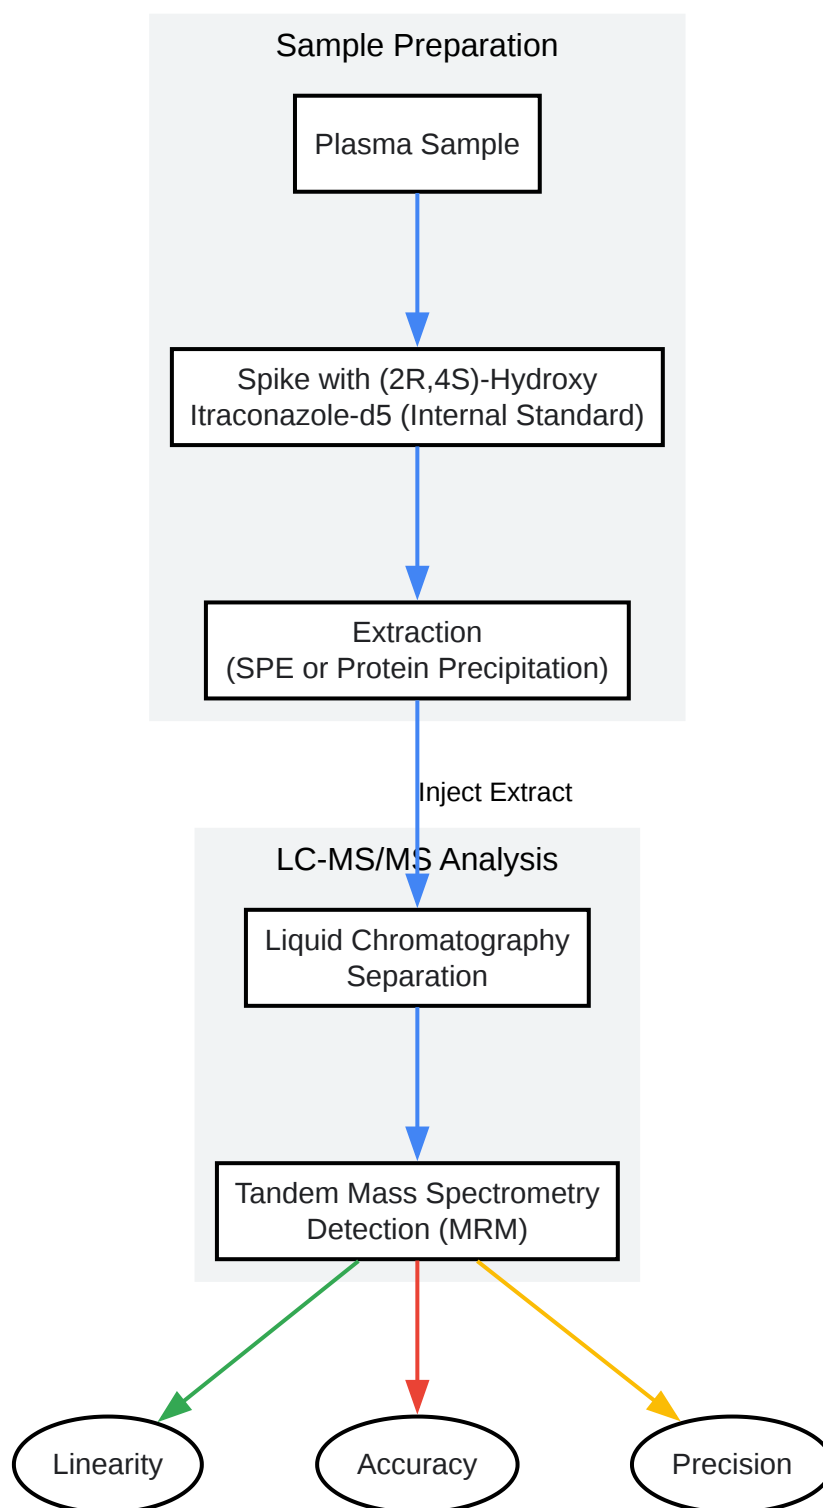 Sample Preparation
Plasma Sample
Spike with (2R,4S)-Hydroxy
Itraconazole-d5 (Internal Standard)
Extraction
(SPE or Protein Precipitation)
Inject Extract
LC-MS/MS Analysis
Liquid Chromatography
Separation
Tandem Mass Spectrometry
Detection (MRM)
Linearity
Accuracy
Precision